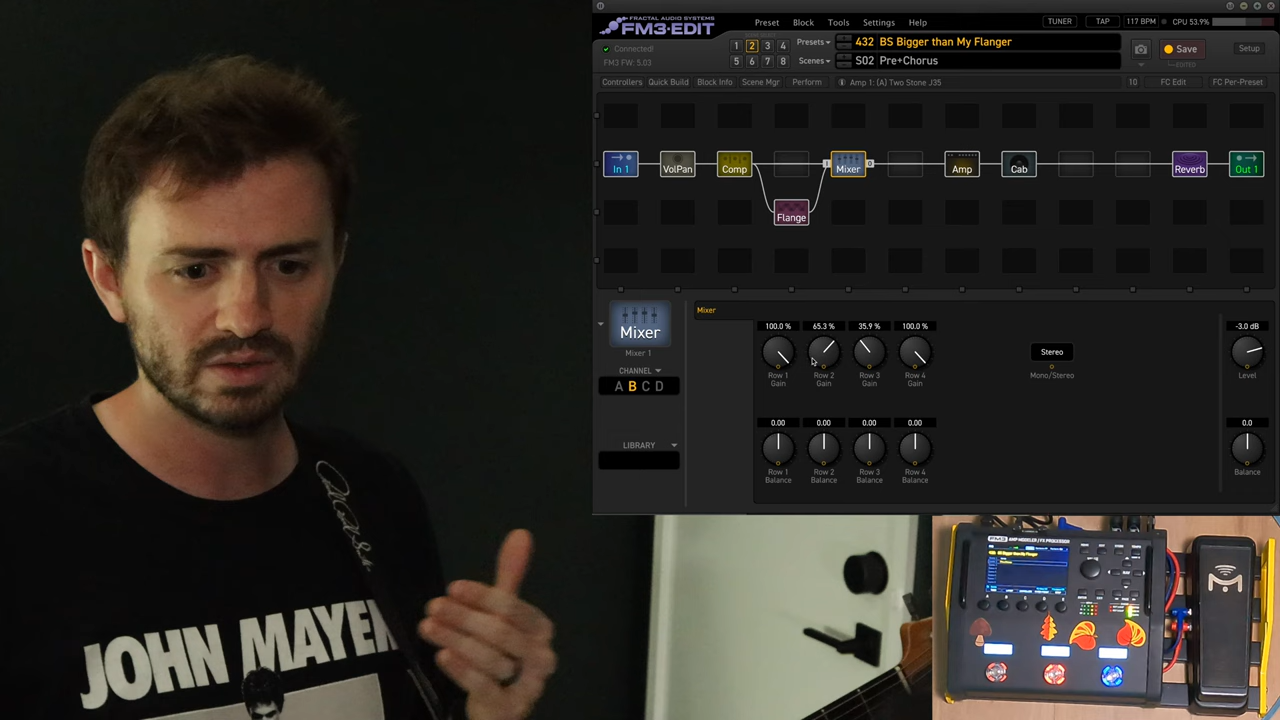 FRACTAL AUDIO SYSTEMS
FM3-EDIT
Preset Block Tools Settings Help
TUNER TAP 117 BPM CPU 53.9%
Connected!
FM3 FW: 5.03
1 2 3 4
5 6 7 8
Presets 432 BS Bigger than My Flanger
Scenes S02 Pre+Chorus
Save
EDITED
Setup
Controllers Quick Build Block Info Scene Mgr Perform Amp 1: (A) Two Stone J35 10 FC Edit FC Per-Preset
In 1 VolPan Comp Mixer Amp Cab Reverb Out 1
I O
Flange
Mixer
Mixer 1
CHANNEL
A B C D
LIBRARY
Mixer
100.0 % 65.3 % 35.9 % 100.0 % -3.0 dB
Row 1 Gain Row 2 Gain Row 3 Gain Row 4 Gain Level
Stereo
Mono/Stereo
0.00 0.00 0.00 0.00 0.0
Row 1 Balance Row 2 Balance Row 3 Balance Row 4 Balance Balance
JOHN MAYER
FM3 AMP MODELER/FX PROCESSOR